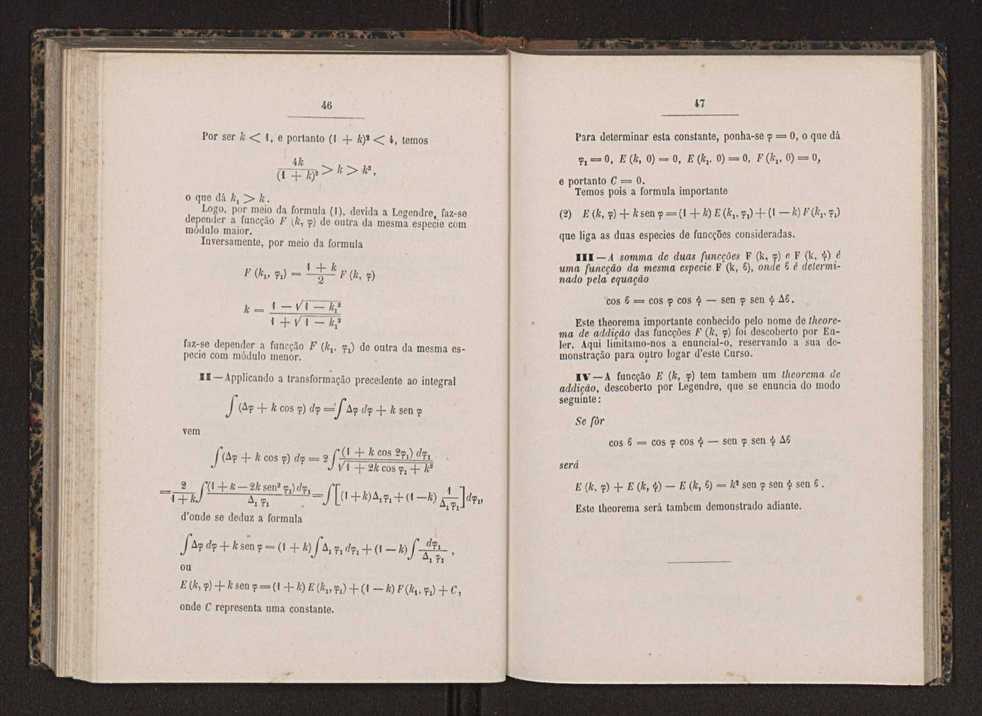 46
Por ser k < 1, e portanto (1 + k)² < 4, temos
4k / (1 + k)² > k > k²,
o que dá k₁ > k.
Logo, por meio da formula (1), devida a Legendre, faz-se
depender a funcção F (k, φ) de outra da mesma especie com
módulo maior.
Inversamente, por meio da formula
F (k₁, φ₁) = (1 + k)/2 F (k, φ)
k = (1 − √(1 − k₁²)) / (1 + √(1 − k₁²))
faz-se depender a funcção F (k₁, φ₁) de outra da mesma es-
pecie com módulo menor.
II — Applicando a transformação precedente ao integral
∫ (Δφ + k cos φ) dφ = ∫ Δφ dφ + k sen φ
vem
∫ (Δφ + k cos φ) dφ = 2 ∫ (1 + k cos 2φ₁) dφ₁ / √(1 + 2k cos φ₁ + k²)
= 2/(1 + k) ∫ (1 + k − 2k sen² φ₁) dφ₁ / Δ₁ φ₁ = ∫ [(1 + k) Δ₁ φ₁ + (1 − k) 1/(Δ₁ φ₁)] dφ₁,
d'onde se deduz a formula
∫ Δφ dφ + k sen φ = (1 + k) ∫ Δ₁ φ₁ dφ₁ + (1 − k) ∫ dφ₁/(Δ₁ φ₁) ,
ou
E (k, φ) + k sen φ = (1 + k) E (k₁, φ₁) + (1 − k) F (k₁, φ₁) + C,
onde C representa uma constante.
47
Para determinar esta constante, ponha-se φ = 0, o que dá
φ₁ = 0, E (k, 0) = 0, E (k₁, 0) = 0, F (k₁, 0) = 0,
e portanto C = 0.
Temos pois a formula importante
(2) E (k, φ) + k sen φ = (1 + k) E (k₁, φ₁) + (1 − k) F (k₁, φ₁)
que liga as duas especies de funcções consideradas.
III — A somma de duas funcções F (k, φ) e F (k, ψ) é
uma funcção da mesma especie F (k, ϐ), onde ϐ é determi-
nado pela equação
cos ϐ = cos φ cos ψ — sen φ sen ψ Δϐ.
Este theorema importante conhecido pelo nome de theore-
ma de addição das funcções F (k, φ) foi descoberto por Eu-
ler. Aqui limitamo-nos a enuncial-o, reservando a sua de-
monstração para outro logar d'este Curso.
IV — A funcção E (k, φ) tem tambem um theorema de
addição, descoberto por Legendre, que se enuncia do modo
seguinte:
Se fôr
cos ϐ = cos φ cos ψ — sen φ sen ψ Δϐ
será
E (k, φ) + E (k, ψ) — E (k, ϐ) = k² sen φ sen ψ sen ϐ .
Este theorema será tambem demonstrado adiante.